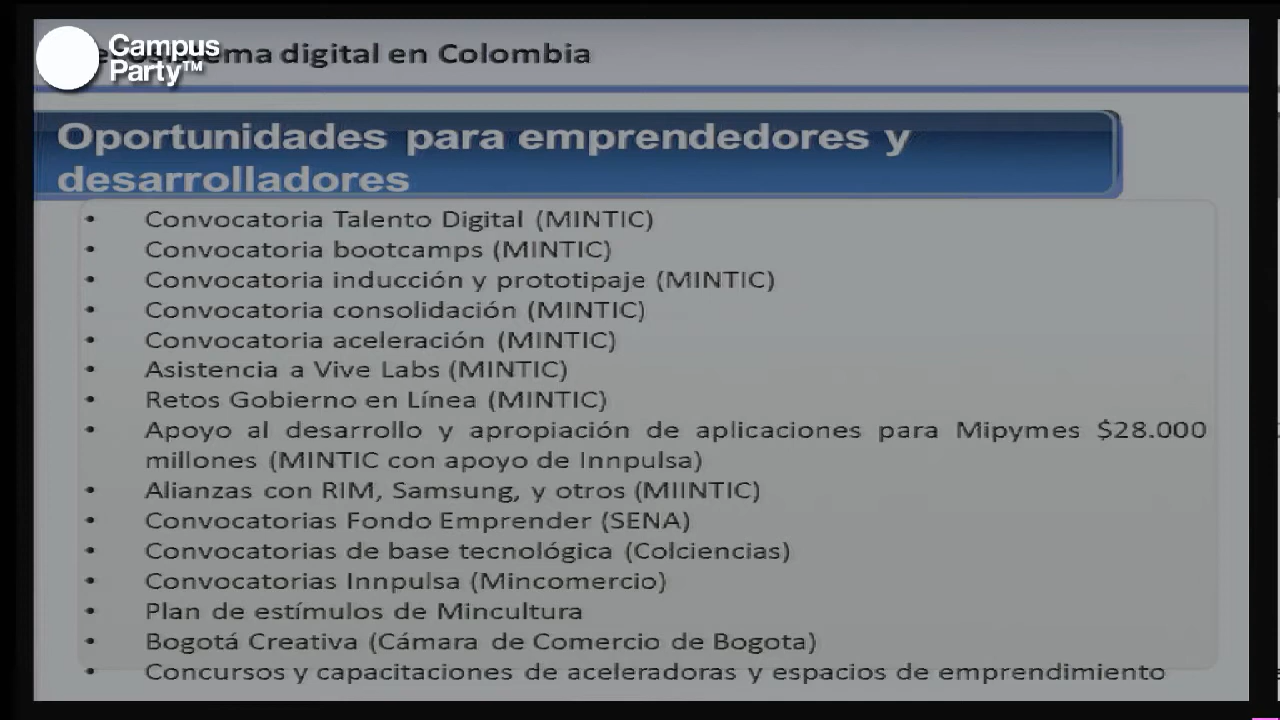 Campus
Party™
digital en Colombia
Oportunidades para emprendedores y
desarrolladores
• Convocatoria Talento Digital (MINTIC)
• Convocatoria bootcamps (MINTIC)
• Convocatoria inducción y prototipaje (MINTIC)
• Convocatoria consolidación (MINTIC)
• Convocatoria aceleración (MINTIC)
• Asistencia a Vive Labs (MINTIC)
• Retos Gobierno en Línea (MINTIC)
• Apoyo al desarrollo y apropiación de aplicaciones para Mipymes $28.000
millones (MINTIC con apoyo de Innpulsa)
• Alianzas con RIM, Samsung, y otros (MIINTIC)
• Convocatorias Fondo Emprender (SENA)
• Convocatorias de base tecnológica (Colciencias)
• Convocatorias Innpulsa (Mincomercio)
• Plan de estímulos de Mincultura
• Bogotá Creativa (Cámara de Comercio de Bogota)
• Concursos y capacitaciones de aceleradoras y espacios de emprendimiento